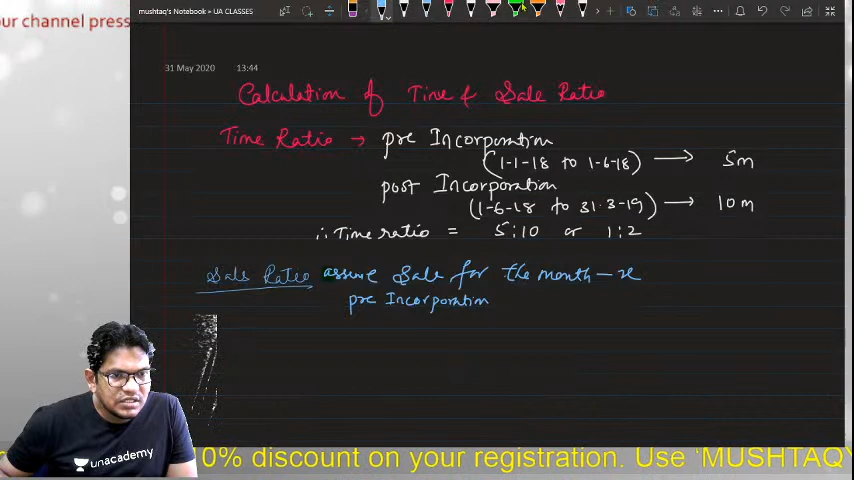 our channel press
mushtaq's Notebook » UA CLASSES
31 May 2020 13:44
Calculation of Time & Sale Ratio
Time Ratio → pre Incorporation
(1-1-18 to 1-6-18) → 5m
post Incorporation
(1-6-18 to 31.3-19) → 10m
∴ Time ratio = 5:10 or 1:2
Sals Ratio assume Sale for the month – x
pre Incorporation
unacademy
0% discount on your registration. Use ‘MUSHTAQY